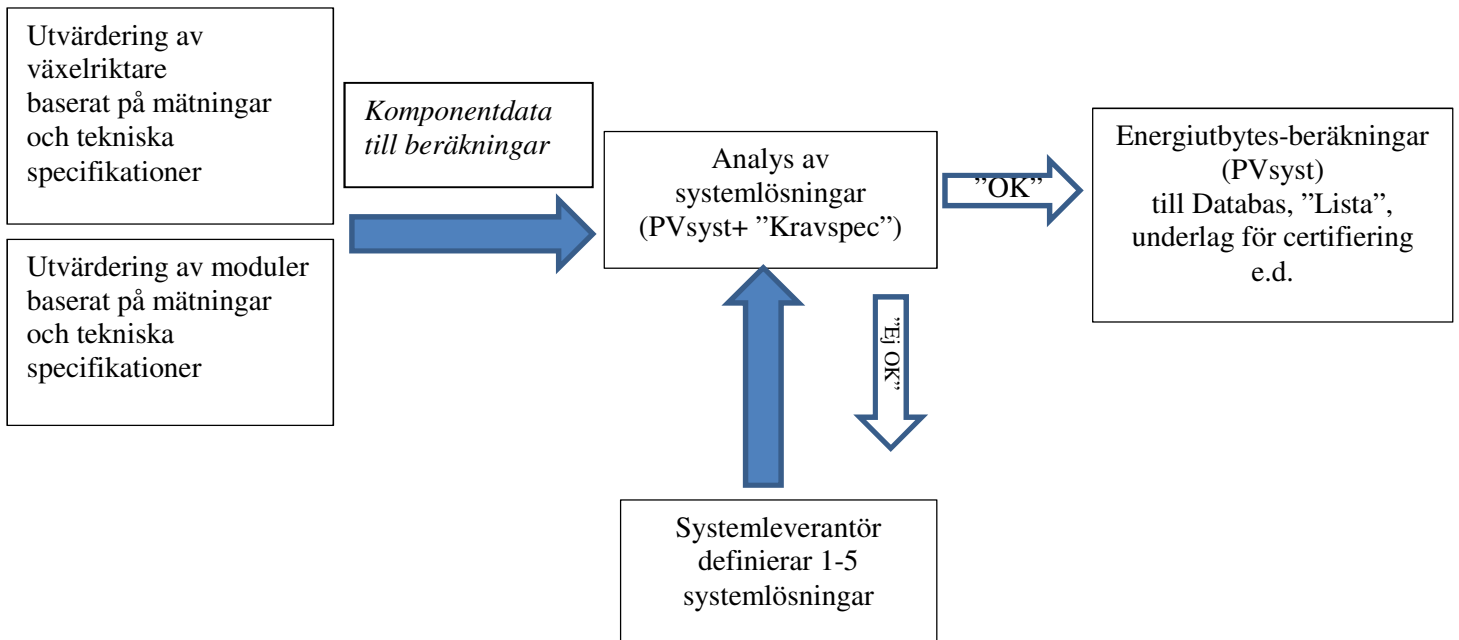 Utvärdering av
växelriktare
baserat på mätningar
och tekniska
specifikationer
Utvärdering av moduler
baserat på mätningar
och tekniska
specifikationer
Komponentdata
till beräkningar
Analys av
systemlösningar
(PVsyst+ ”Kravspec”)
”OK”
”Ej OK”
Energiutbytes-beräkningar
(PVsyst)
till Databas, ”Lista”,
underlag för certifiering
e.d.
Systemleverantör
definierar 1-5
systemlösningar